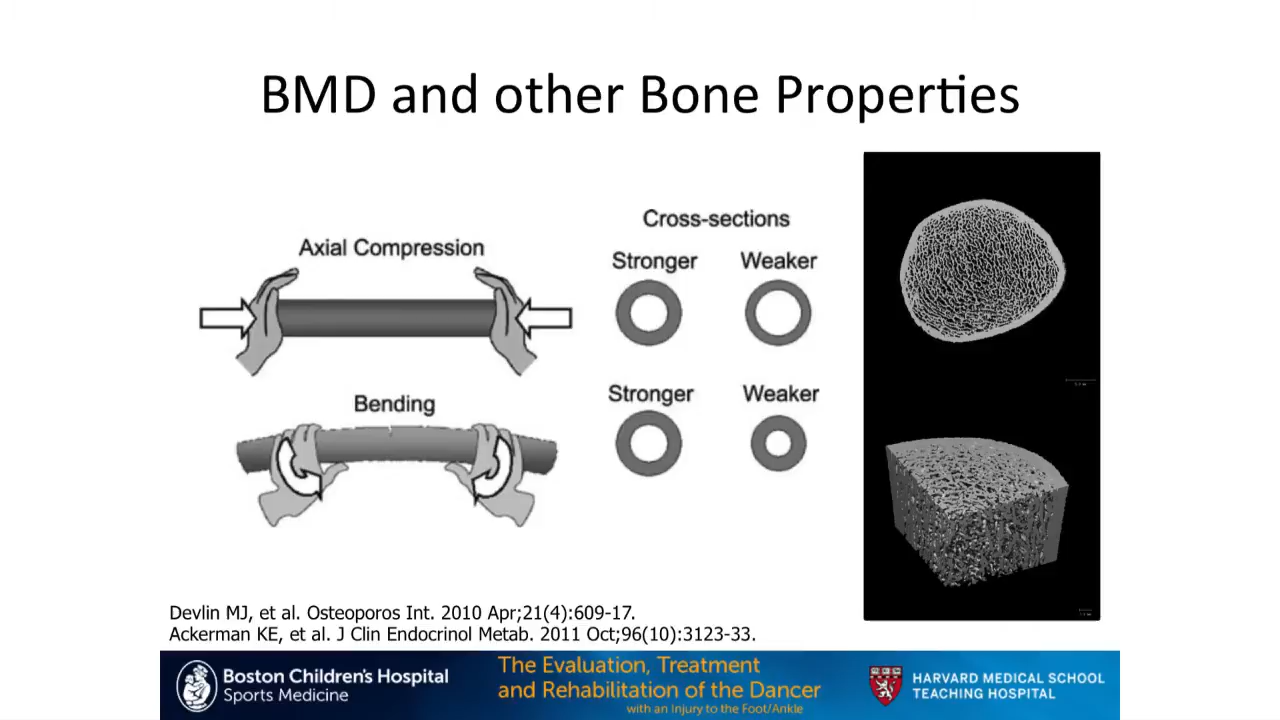 BMD and other Bone Properties
Cross-sections
Axial Compression
Stronger Weaker
Bending
Stronger Weaker
Devlin MJ, et al. Osteoporos Int. 2010 Apr;21(4):609-17.
Ackerman KE, et al. J Clin Endocrinol Metab. 2011 Oct;96(10):3123-33.
Boston Children's Hospital
Sports Medicine
The Evaluation, Treatment
and Rehabilitation of the Dancer
with an Injury to the Foot/Ankle
HARVARD MEDICAL SCHOOL
TEACHING HOSPITAL